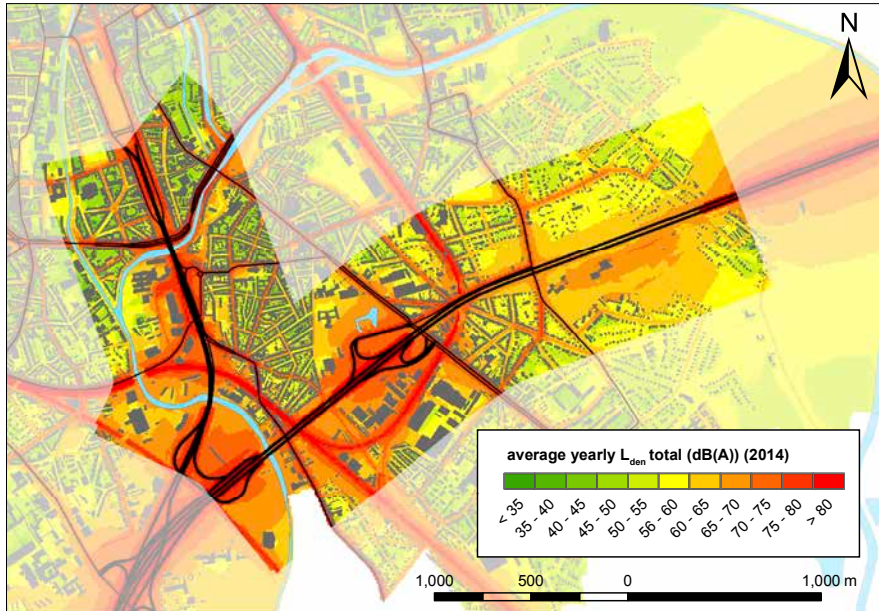 N
average yearly Lden total (dB(A)) (2014)
< 35
35 - 40
40 - 45
45 - 50
50 - 55
56 - 60
60 - 65
65 - 70
70 - 75
75 - 80
> 80
1,000 500 0 1,000 m